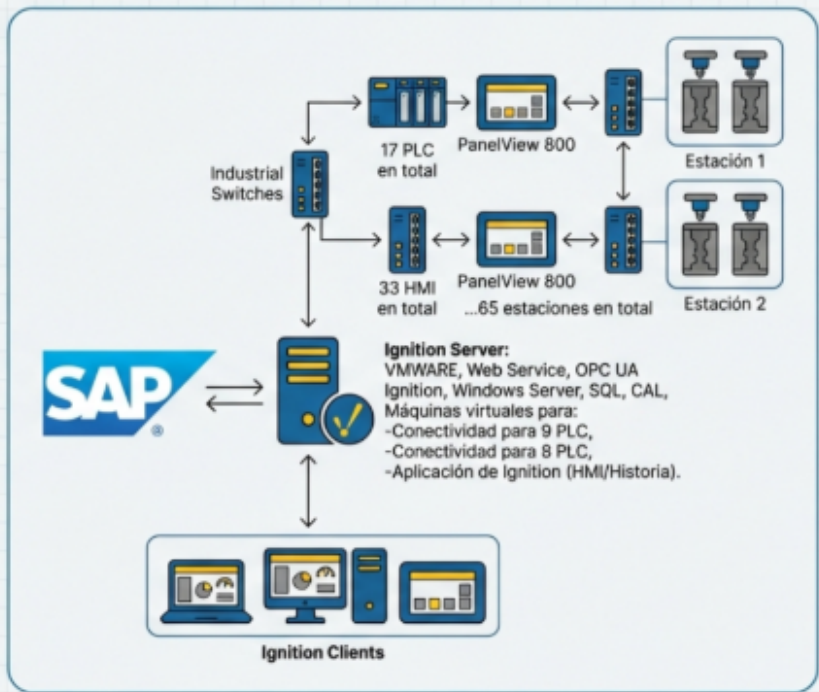 Industrial
Switches
17 PLC
en total
PanelView 800
Estación 1
33 HMI
en total
PanelView 800
...65 estaciones en total
Estación 2
SAP®
Ignition Server:
VMWARE, Web Service, OPC UA
Ignition, Windows Server, SQL, CAL,
Máquinas virtuales para:
-Conectividad para 9 PLC,
-Conectividad para 8 PLC,
-Aplicación de Ignition (HMI/Historia).
Ignition Clients